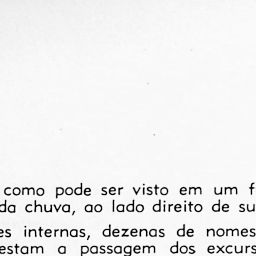 como pode ser visto em um f
da chuva, ao lado direito de su
es internas, dezenas de nomes
estam a passagem dos excurs